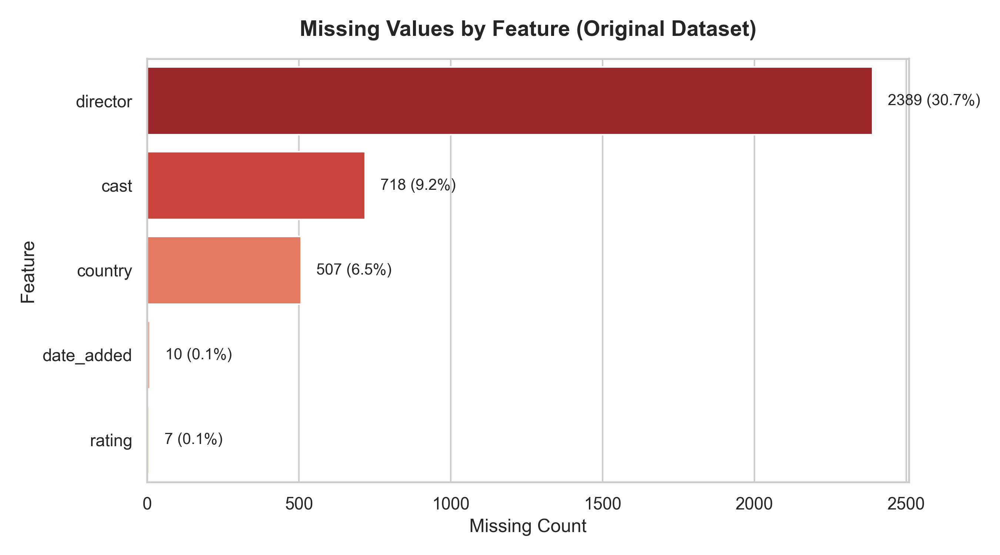 Missing Values by Feature (Original Dataset)
director
2389 (30.7%)
cast
718 (9.2%)
country
507 (6.5%)
date_added
10 (0.1%)
rating
7 (0.1%)
Feature
0 500 1000 1500 2000 2500
Missing Count